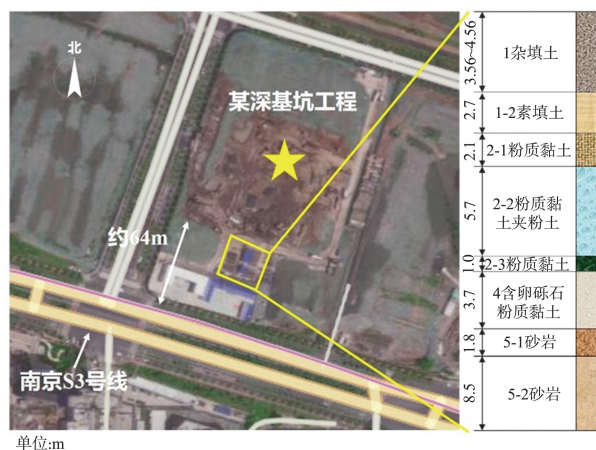 北
某深基坑工程
约64m
南京S3号线
3.56~4.56
1杂填土
2.7
1-2素填土
2.1
2-1粉质黏土
5.7
2-2粉质黏
土夹粉土
1.0
2-3粉质黏土
3.7
4含卵砾石
粉质黏土
1.8
5-1砂岩
8.5
5-2砂岩
单位:m